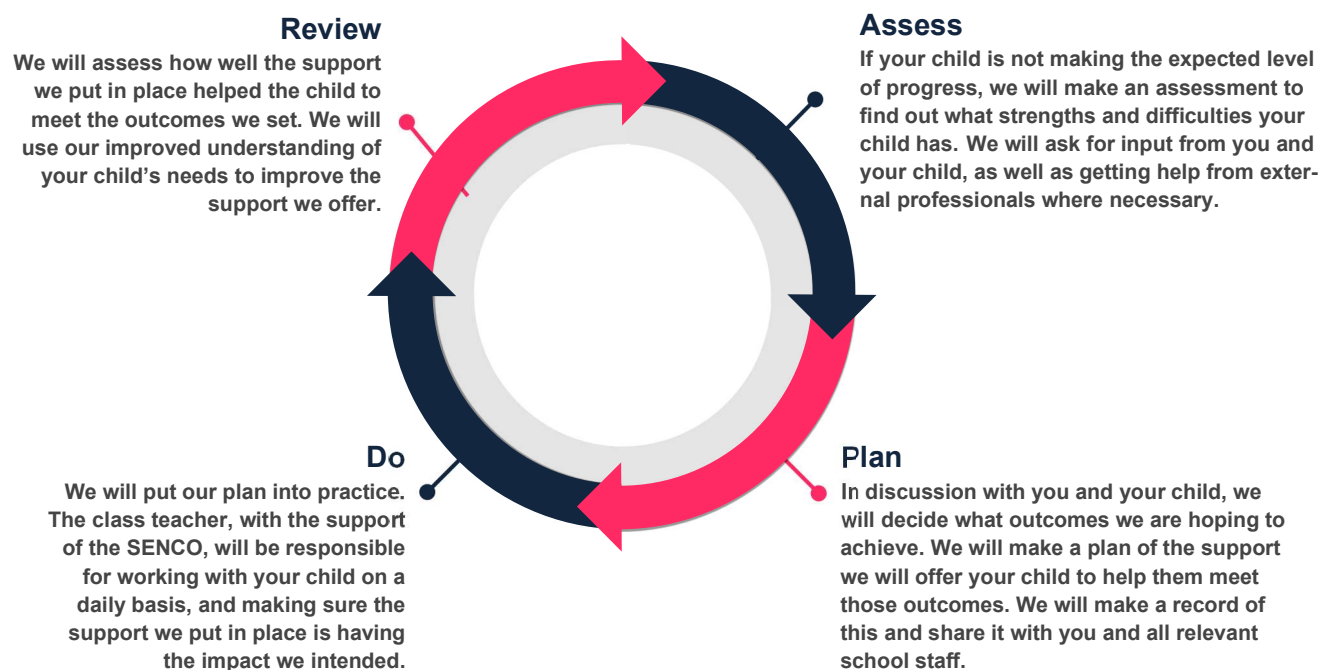 Review
We will assess how well the support
we put in place helped the child to
meet the outcomes we set. We will
use our improved understanding of
your child’s needs to improve the
support we offer.
Assess
If your child is not making the expected level
of progress, we will make an assessment to
find out what strengths and difficulties your
child has. We will ask for input from you and
your child, as well as getting help from exter-
nal professionals where necessary.
Do
We will put our plan into practice.
The class teacher, with the support
of the SENCO, will be responsible
for working with your child on a
daily basis, and making sure the
support we put in place is having
the impact we intended.
Plan
In discussion with you and your child, we
will decide what outcomes we are hoping to
achieve. We will make a plan of the support
we will offer your child to help them meet
those outcomes. We will make a record of
this and share it with you and all relevant
school staff.